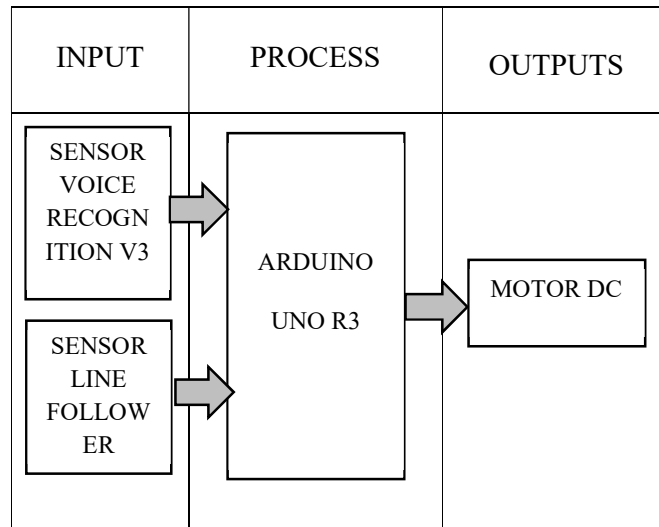 INPUT
PROCESS
OUTPUTS
SENSOR
VOICE
RECOGN
ITION V3
SENSOR
LINE
FOLLOW
ER
ARDUINO
UNO R3
MOTOR DC